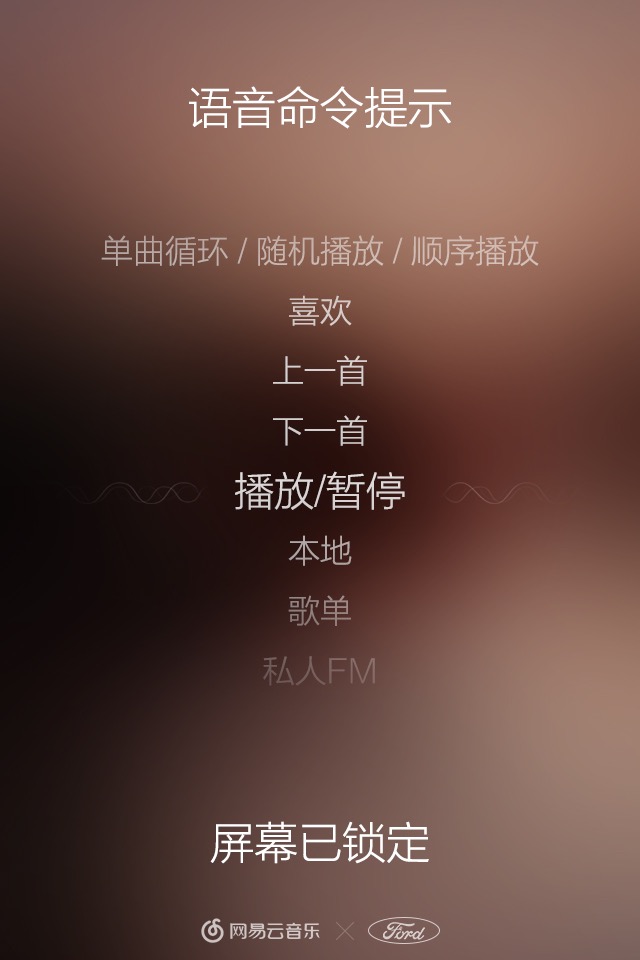 语音命令提示
单曲循环 / 随机播放 / 顺序播放
喜欢
上一首
下一首
播放/暂停
本地
歌单
私人FM
屏幕已锁定
网易云音乐 × Ford